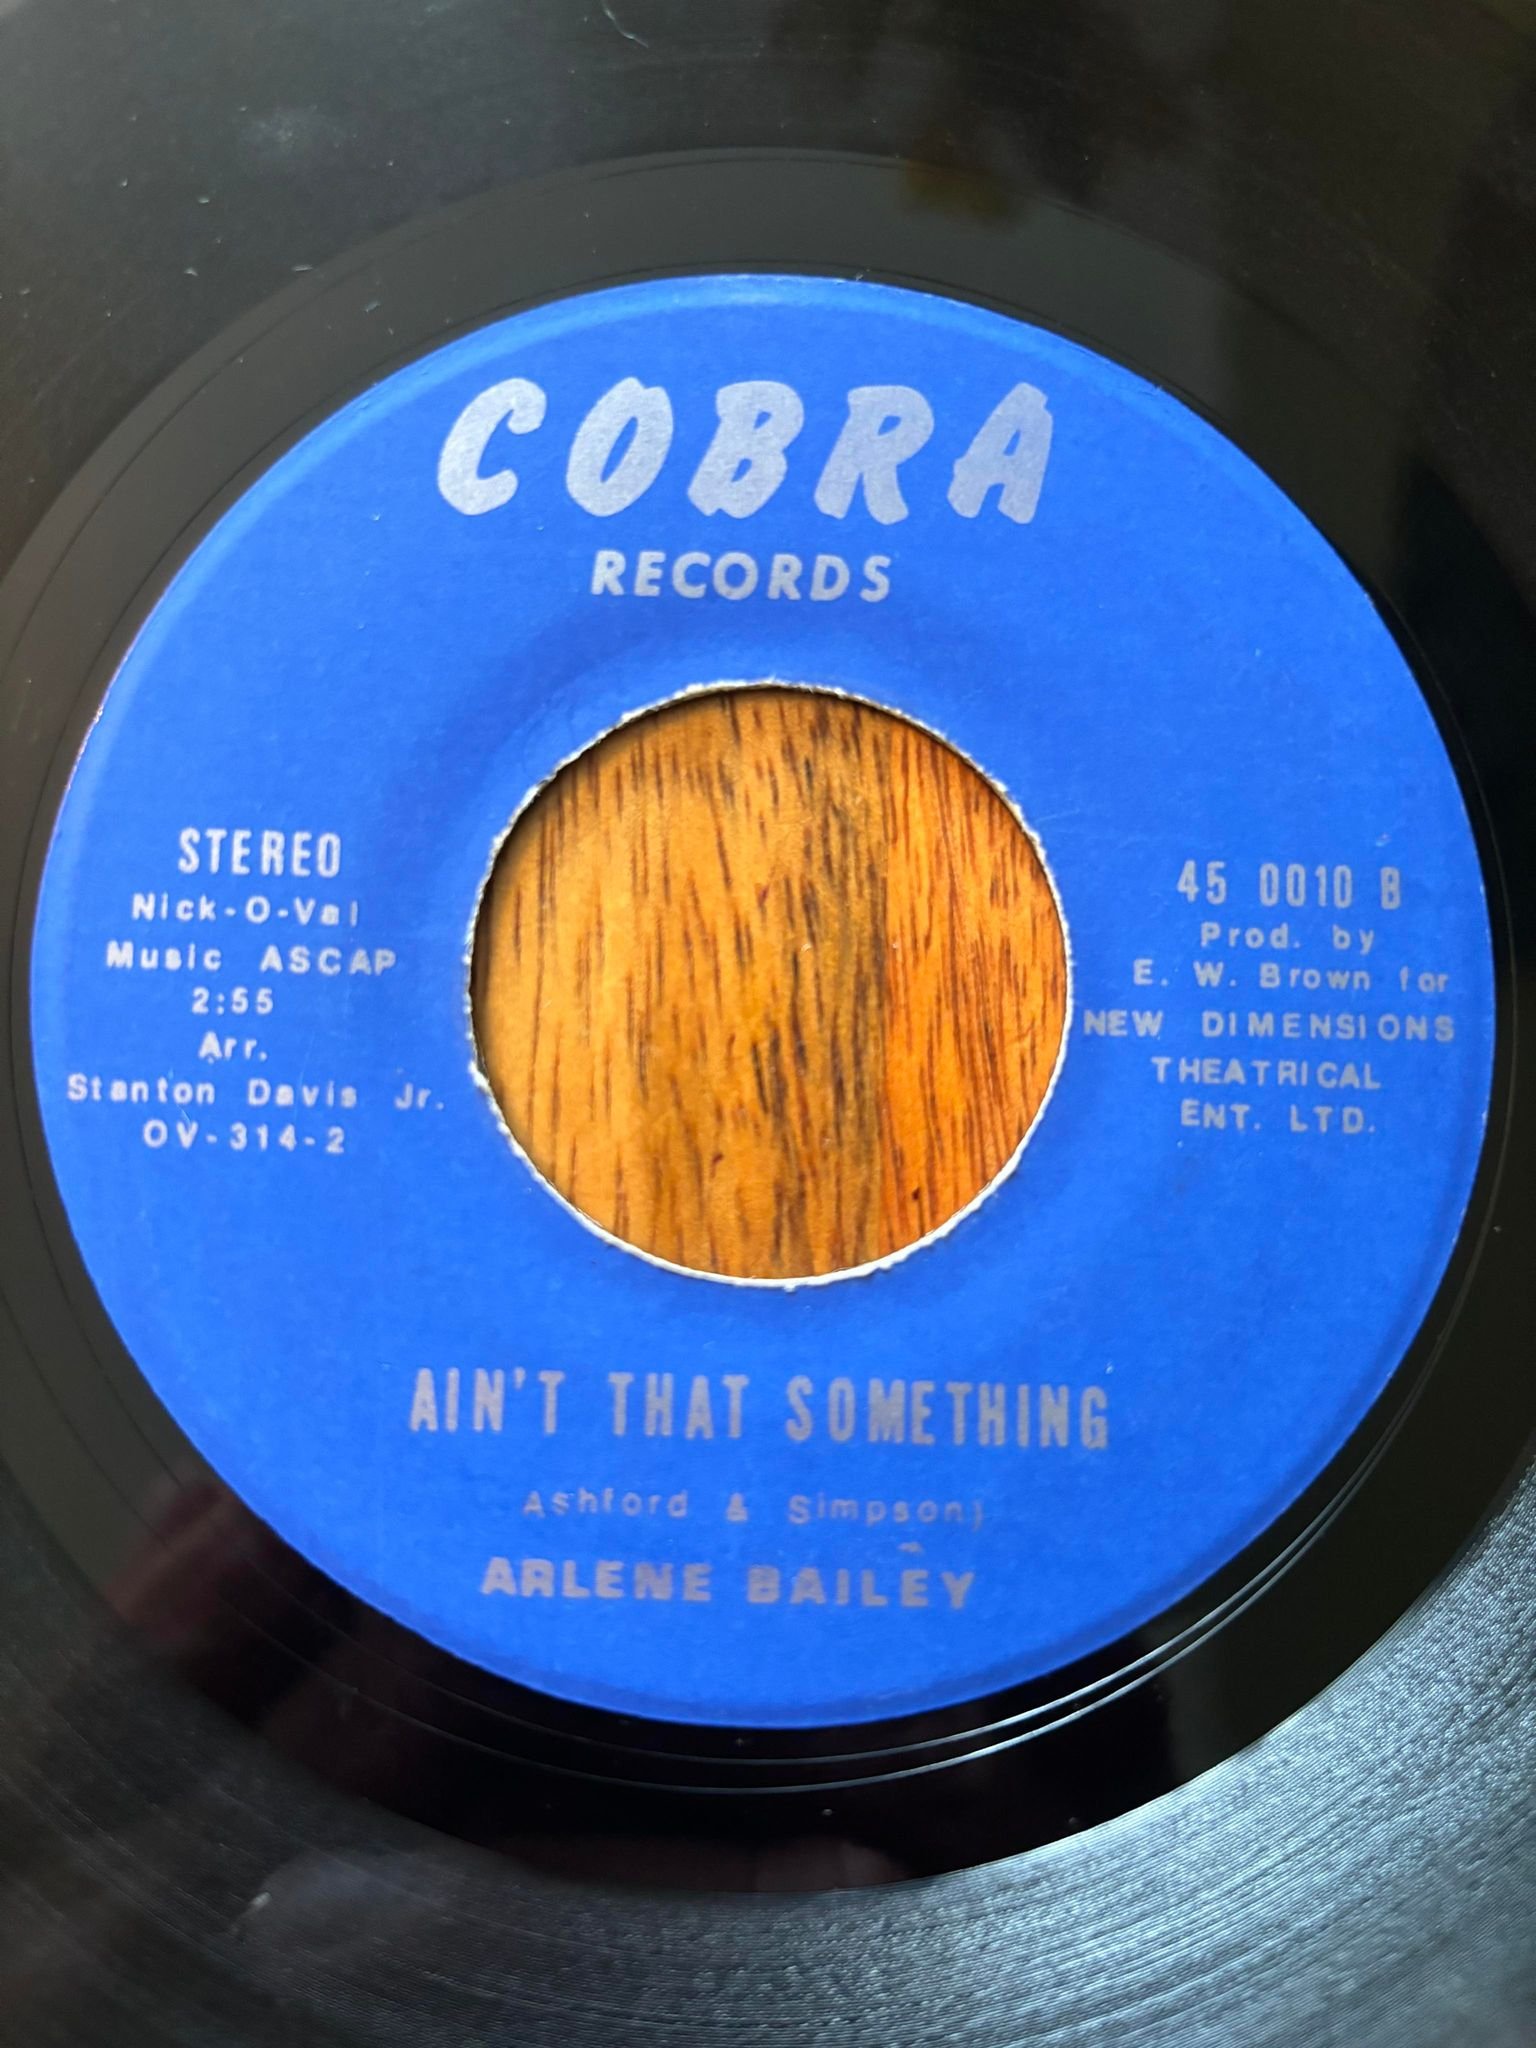 COBRA
RECORDS
STEREO
Nick-O-Val
Music ASCAP
2:55
Arr.
Stanton Davis Jr.
OV-314-2
45 0010 B
Prod. by
E. W. Brown for
NEW DIMENSIONS
THEATRICAL
ENT. LTD.
AIN'T THAT SOMETHING
Ashford & Simpson)
ARLENE BAILEY